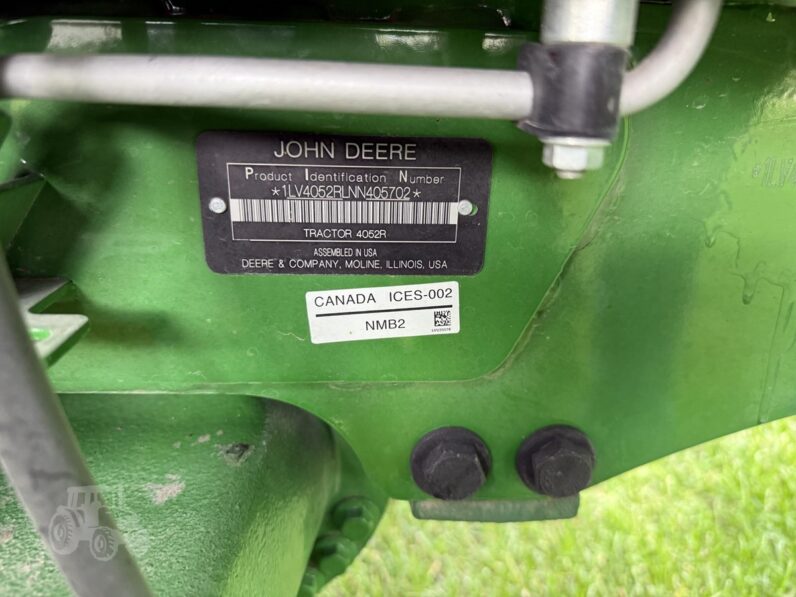 JOHN DEERE
Product Identification Number
*1LV4052RLNN405702*
TRACTOR 4052R
ASSEMBLED IN USA
DEERE & COMPANY, MOLINE, ILLINOIS, USA
CANADA ICES-002
NMB2